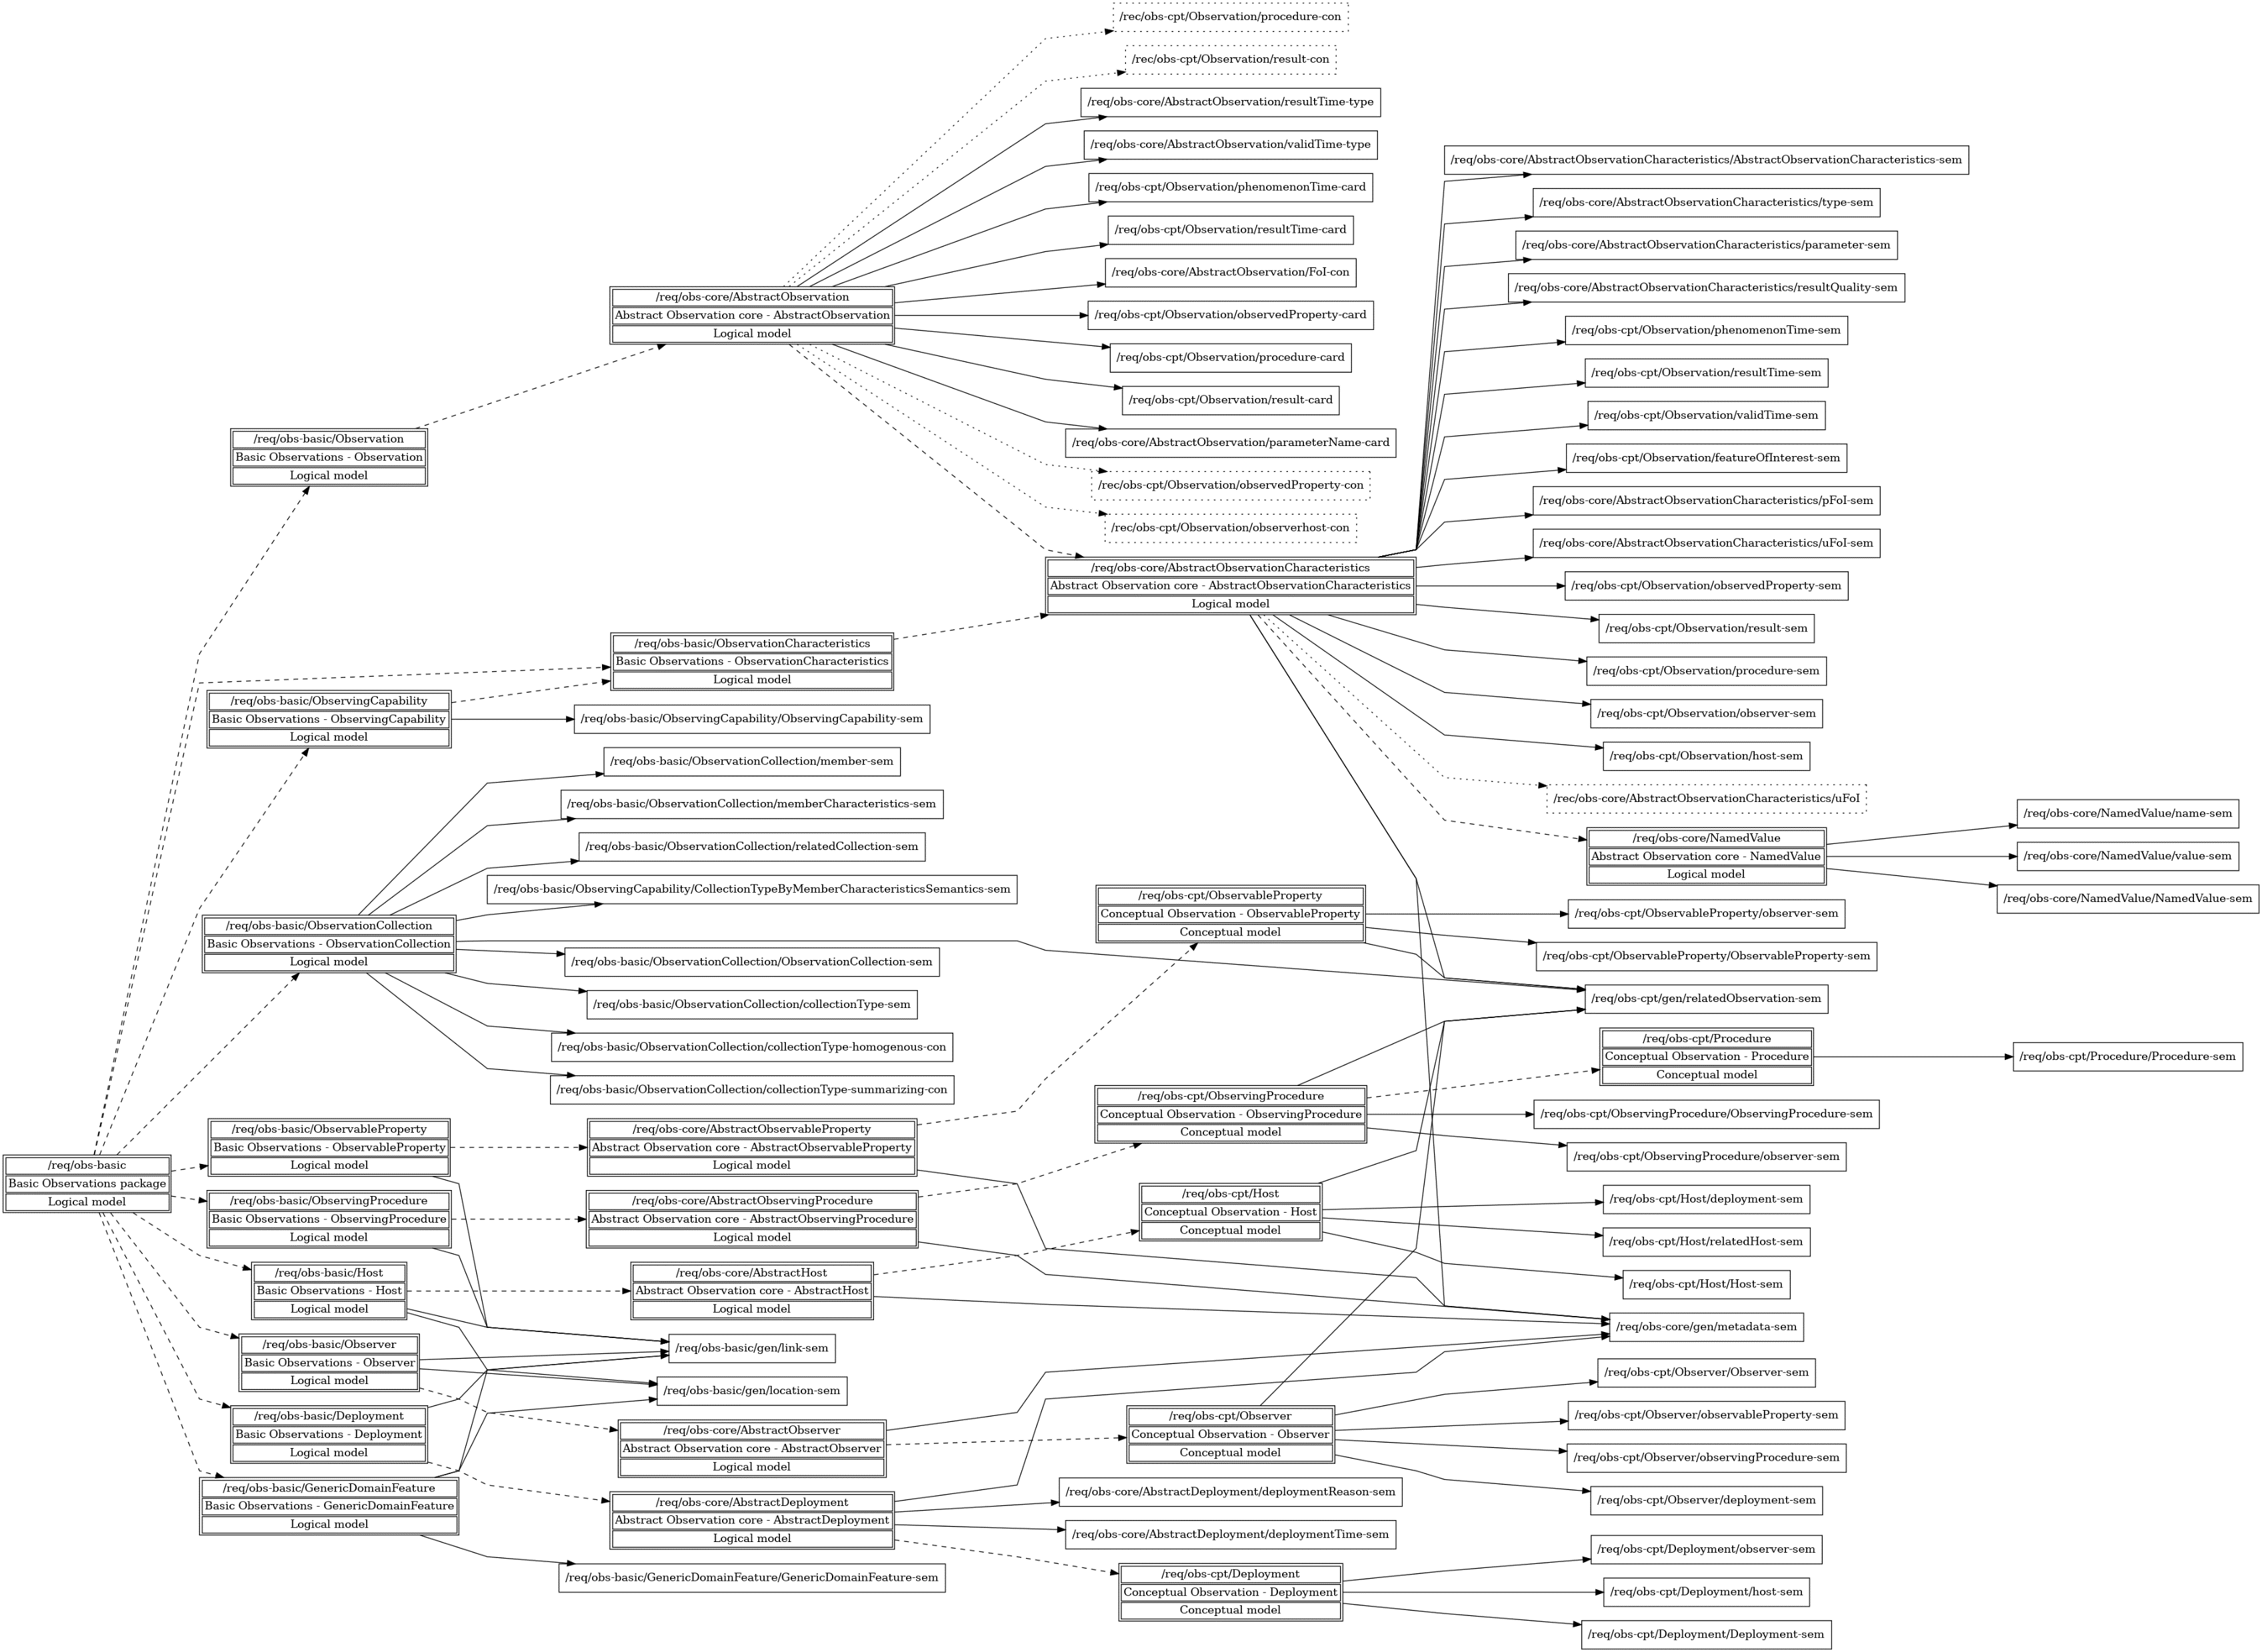 /rec/obs-cpt/Observation/procedure-con
/rec/obs-cpt/Observation/result-con
/req/obs-core/AbstractObservation/resultTime-type
/req/obs-core/AbstractObservation/validTime-type
/req/obs-cpt/Observation/phenomenonTime-card
/req/obs-cpt/Observation/resultTime-card
/req/obs-core/AbstractObservation/FoI-con
/req/obs-cpt/Observation/observedProperty-card
/req/obs-cpt/Observation/procedure-card
/req/obs-cpt/Observation/result-card
/req/obs-core/AbstractObservation/parameterName-card
/rec/obs-cpt/Observation/observedProperty-con
/rec/obs-cpt/Observation/observerhost-con
/req/obs-core/AbstractObservation
Abstract Observation core - AbstractObservation
Logical model
/req/obs-basic/Observation
Basic Observations - Observation
Logical model
/req/obs-core/AbstractObservationCharacteristics
Abstract Observation core - AbstractObservationCharacteristics
Logical model
/req/obs-core/AbstractObservationCharacteristics/AbstractObservationCharacteristics-sem
/req/obs-core/AbstractObservationCharacteristics/type-sem
/req/obs-core/AbstractObservationCharacteristics/parameter-sem
/req/obs-core/AbstractObservationCharacteristics/resultQuality-sem
/req/obs-cpt/Observation/phenomenonTime-sem
/req/obs-cpt/Observation/resultTime-sem
/req/obs-cpt/Observation/validTime-sem
/req/obs-cpt/Observation/featureOfInterest-sem
/req/obs-core/AbstractObservationCharacteristics/pFoI-sem
/req/obs-core/AbstractObservationCharacteristics/uFoI-sem
/req/obs-cpt/Observation/observedProperty-sem
/req/obs-cpt/Observation/result-sem
/req/obs-cpt/Observation/procedure-sem
/req/obs-cpt/Observation/observer-sem
/req/obs-cpt/Observation/host-sem
/rec/obs-core/AbstractObservationCharacteristics/uFoI
/req/obs-core/NamedValue
Abstract Observation core - NamedValue
Logical model
/req/obs-core/NamedValue/name-sem
/req/obs-core/NamedValue/value-sem
/req/obs-core/NamedValue/NamedValue-sem
/req/obs-basic/ObservationCharacteristics
Basic Observations - ObservationCharacteristics
Logical model
/req/obs-basic/ObservingCapability
Basic Observations - ObservingCapability
Logical model
/req/obs-basic/ObservingCapability/ObservingCapability-sem
/req/obs-basic/ObservationCollection/member-sem
/req/obs-basic/ObservationCollection/memberCharacteristics-sem
/req/obs-basic/ObservationCollection/relatedCollection-sem
/req/obs-basic/ObservingCapability/CollectionTypeByMemberCharacteristicsSemantics-sem
/req/obs-basic/ObservationCollection
Basic Observations - ObservationCollection
Logical model
/req/obs-basic/ObservationCollection/ObservationCollection-sem
/req/obs-basic/ObservationCollection/collectionType-sem
/req/obs-basic/ObservationCollection/collectionType-homogenous-con
/req/obs-basic/ObservationCollection/collectionType-summarizing-con
/req/obs-cpt/ObservableProperty
Conceptual Observation - ObservableProperty
Conceptual model
/req/obs-cpt/ObservableProperty/observer-sem
/req/obs-cpt/ObservableProperty/ObservableProperty-sem
/req/obs-cpt/gen/relatedObservation-sem
/req/obs-cpt/Procedure
Conceptual Observation - Procedure
Conceptual model
/req/obs-cpt/Procedure/Procedure-sem
/req/obs-cpt/ObservingProcedure
Conceptual Observation - ObservingProcedure
Conceptual model
/req/obs-cpt/ObservingProcedure/ObservingProcedure-sem
/req/obs-cpt/ObservingProcedure/observer-sem
/req/obs-basic
Basic Observations package
Logical model
/req/obs-basic/ObservableProperty
Basic Observations - ObservableProperty
Logical model
/req/obs-core/AbstractObservableProperty
Abstract Observation core - AbstractObservableProperty
Logical model
/req/obs-basic/ObservingProcedure
Basic Observations - ObservingProcedure
Logical model
/req/obs-core/AbstractObservingProcedure
Abstract Observation core - AbstractObservingProcedure
Logical model
/req/obs-cpt/Host
Conceptual Observation - Host
Conceptual model
/req/obs-cpt/Host/deployment-sem
/req/obs-cpt/Host/relatedHost-sem
/req/obs-cpt/Host/Host-sem
/req/obs-basic/Host
Basic Observations - Host
Logical model
/req/obs-core/AbstractHost
Abstract Observation core - AbstractHost
Logical model
/req/obs-core/gen/metadata-sem
/req/obs-basic/Observer
Basic Observations - Observer
Logical model
/req/obs-basic/gen/link-sem
/req/obs-basic/gen/location-sem
/req/obs-basic/Deployment
Basic Observations - Deployment
Logical model
/req/obs-core/AbstractObserver
Abstract Observation core - AbstractObserver
Logical model
/req/obs-cpt/Observer
Conceptual Observation - Observer
Conceptual model
/req/obs-cpt/Observer/Observer-sem
/req/obs-cpt/Observer/observableProperty-sem
/req/obs-cpt/Observer/observingProcedure-sem
/req/obs-cpt/Observer/deployment-sem
/req/obs-basic/GenericDomainFeature
Basic Observations - GenericDomainFeature
Logical model
/req/obs-core/AbstractDeployment
Abstract Observation core - AbstractDeployment
Logical model
/req/obs-core/AbstractDeployment/deploymentReason-sem
/req/obs-core/AbstractDeployment/deploymentTime-sem
/req/obs-basic/GenericDomainFeature/GenericDomainFeature-sem
/req/obs-cpt/Deployment
Conceptual Observation - Deployment
Conceptual model
/req/obs-cpt/Deployment/observer-sem
/req/obs-cpt/Deployment/host-sem
/req/obs-cpt/Deployment/Deployment-sem